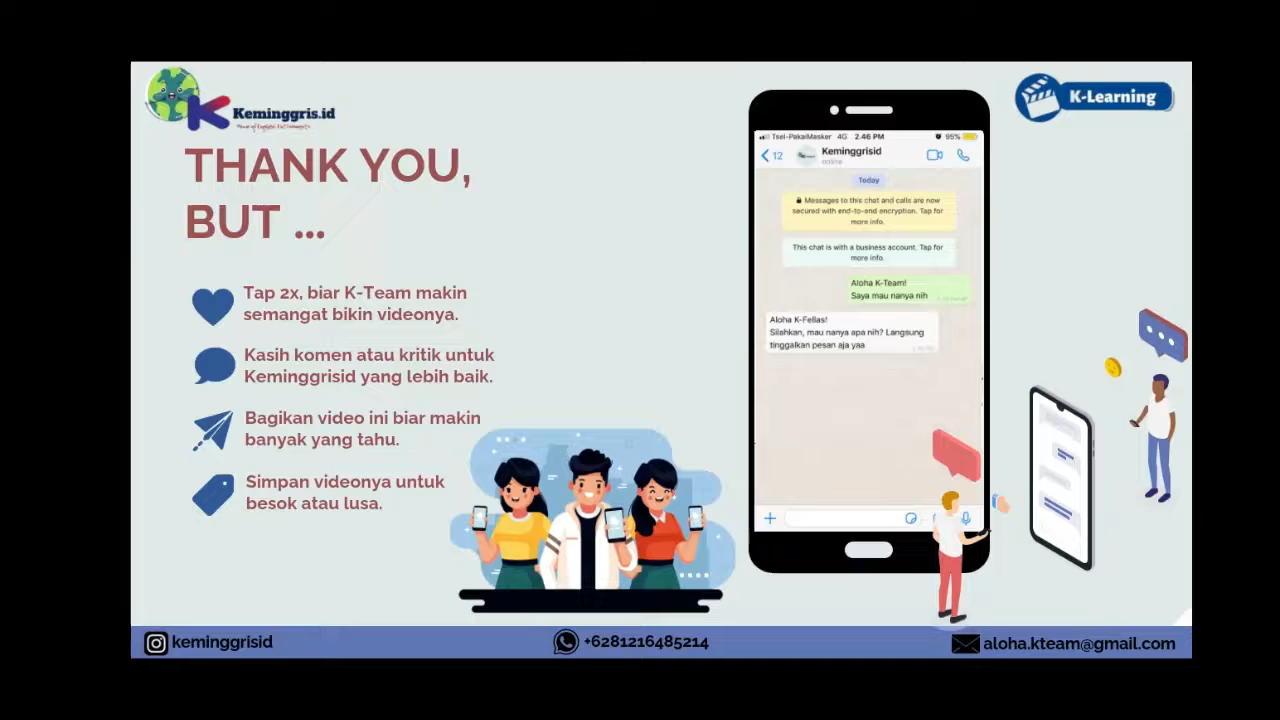 Keminggris.id
K-Learning
THANK YOU,
BUT ...
Tap 2x, biar K-Team makin
semangat bikin videonya.
Kasih komen atau kritik untuk
Keminggrisid yang lebih baik.
Bagikan video ini biar makin
banyak yang tahu.
Simpan videonya untuk
besok atau lusa.
Tsel-PakaiMasker 4G 2.46 PM 95%
12 Keminggrisid
online
Today
Messages to this chat and calls are now
secured with end-to-end encryption. Tap for
more info.
This chat is with a business account. Tap for
more info.
Aloha K-Team!
Saya mau nanya nih
Aloha K-Fellas!
Silahkan, mau nanya apa nih? Langsung
tinggalkan pesan aja yaa
keminggrisid
+6281216485214
aloha.kteam@gmail.com